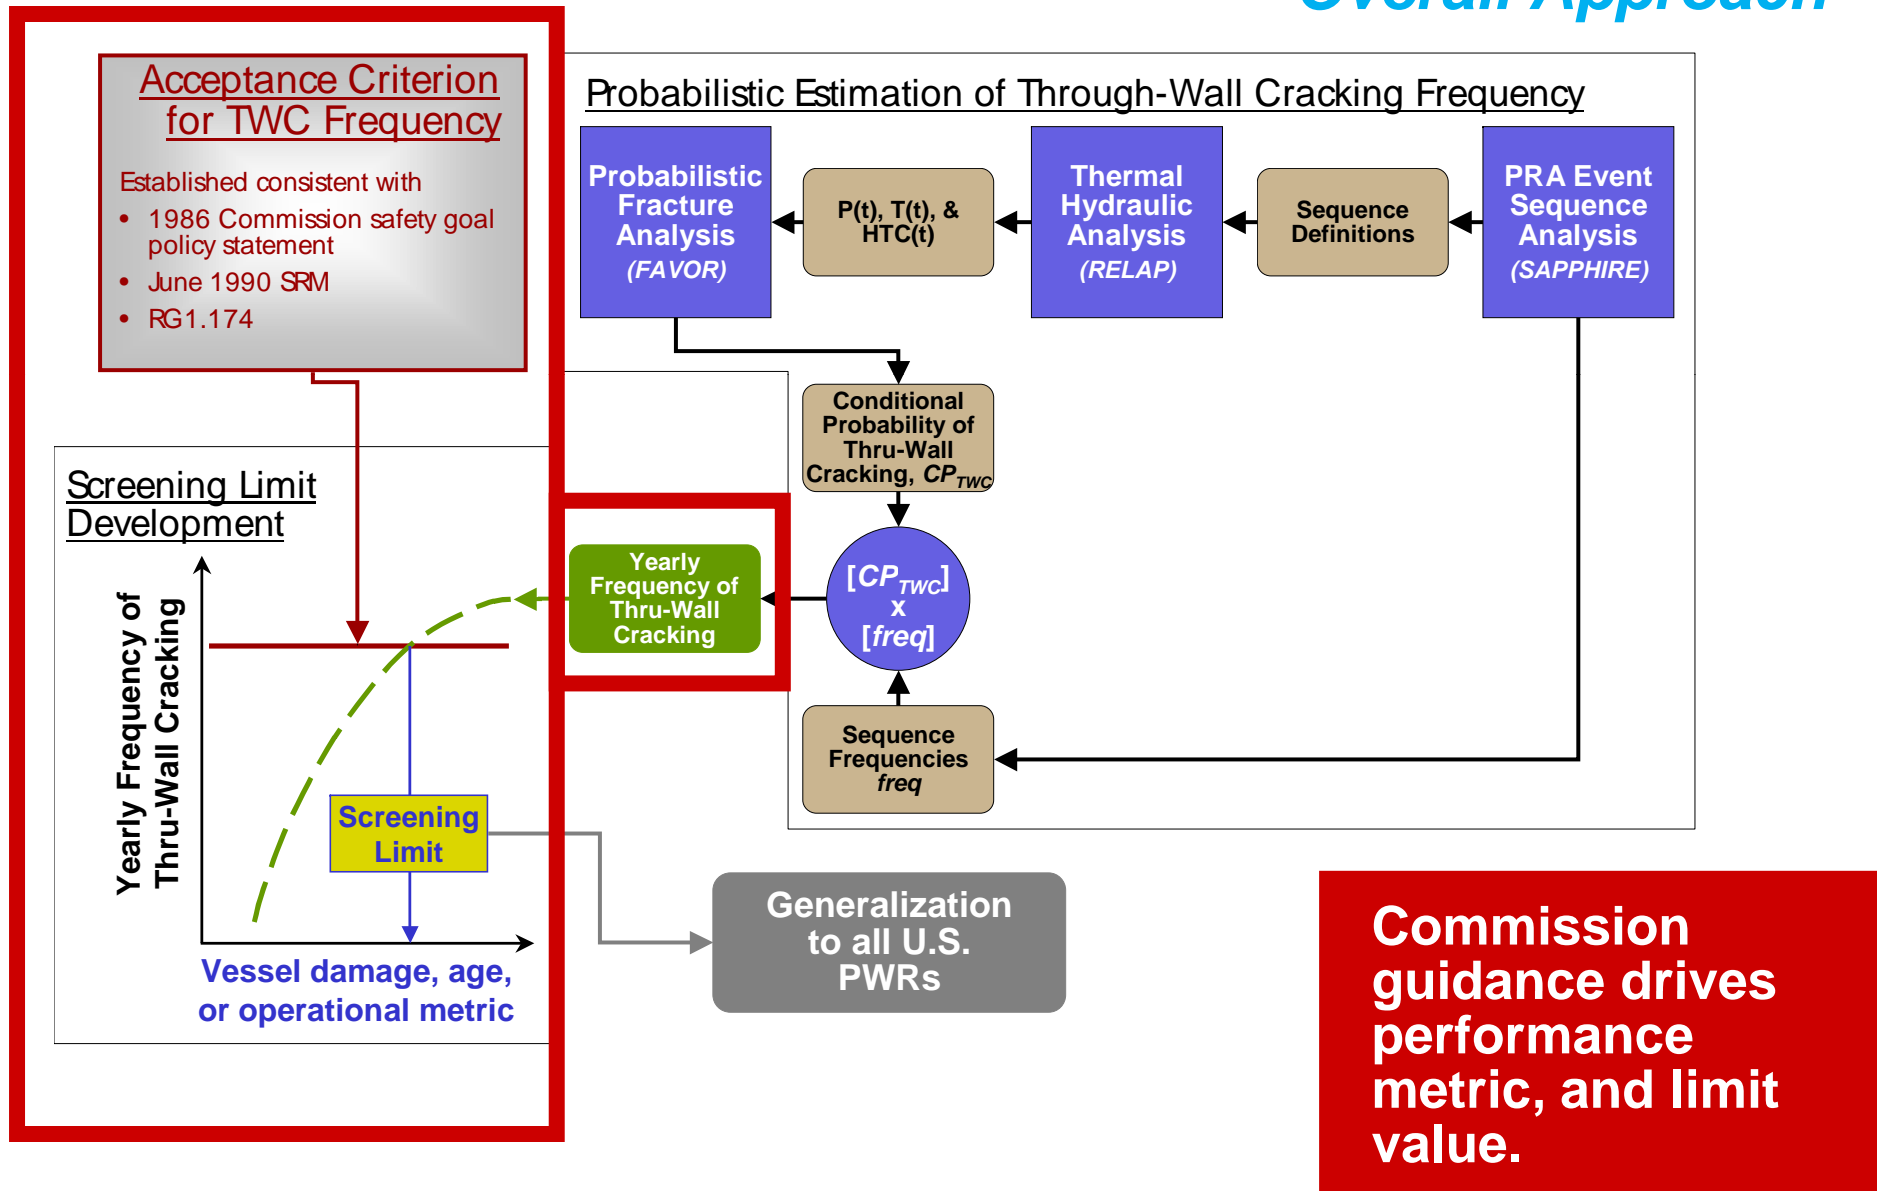 Overall Approach
Acceptance Criterion
for TWC Frequency
Established consistent with
• 1986 Commission safety goal
policy statement
• June 1990 SRM
• RG1.174
Probabilistic Estimation of Through-Wall Cracking Frequency
Probabilistic
Fracture
Analysis
(FAVOR)
P(t), T(t), &
HTC(t)
Thermal
Hydraulic
Analysis
(RELAP)
Sequence
Definitions
PRA Event
Sequence
Analysis
(SAPPHIRE)
Conditional
Probability of
Thru-Wall
Cracking, CPTWC
[CPTWC]
x
[freq]
Sequence
Frequencies
freq
Yearly
Frequency of
Thru-Wall
Cracking
Screening Limit
Development
Yearly Frequency of
Thru-Wall Cracking
Screening
Limit
Vessel damage, age,
or operational metric
Generalization
to all U.S.
PWRs
Commission
guidance drives
performance
metric, and limit
value.